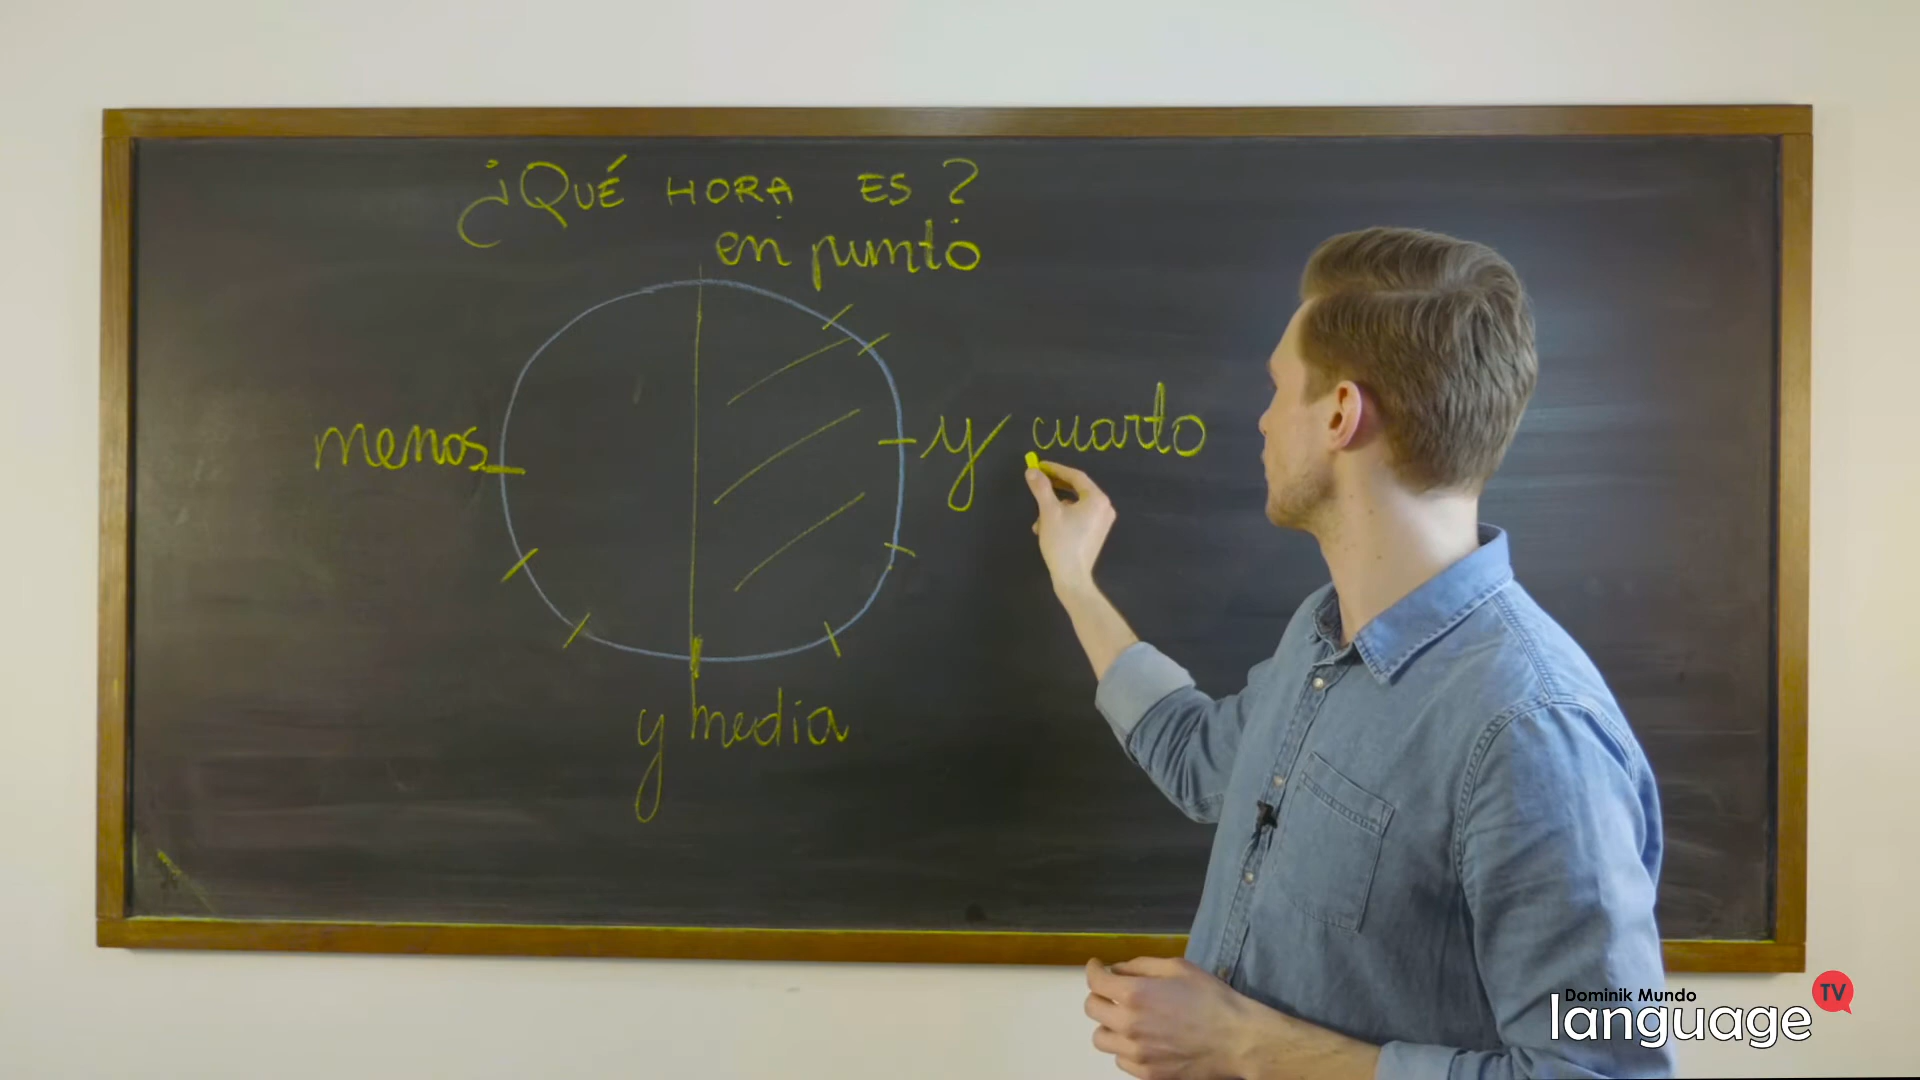 ¿QUÉ HORA ES?
en punto
menos
y cuarto
y media
Dominik Mundo
language TV